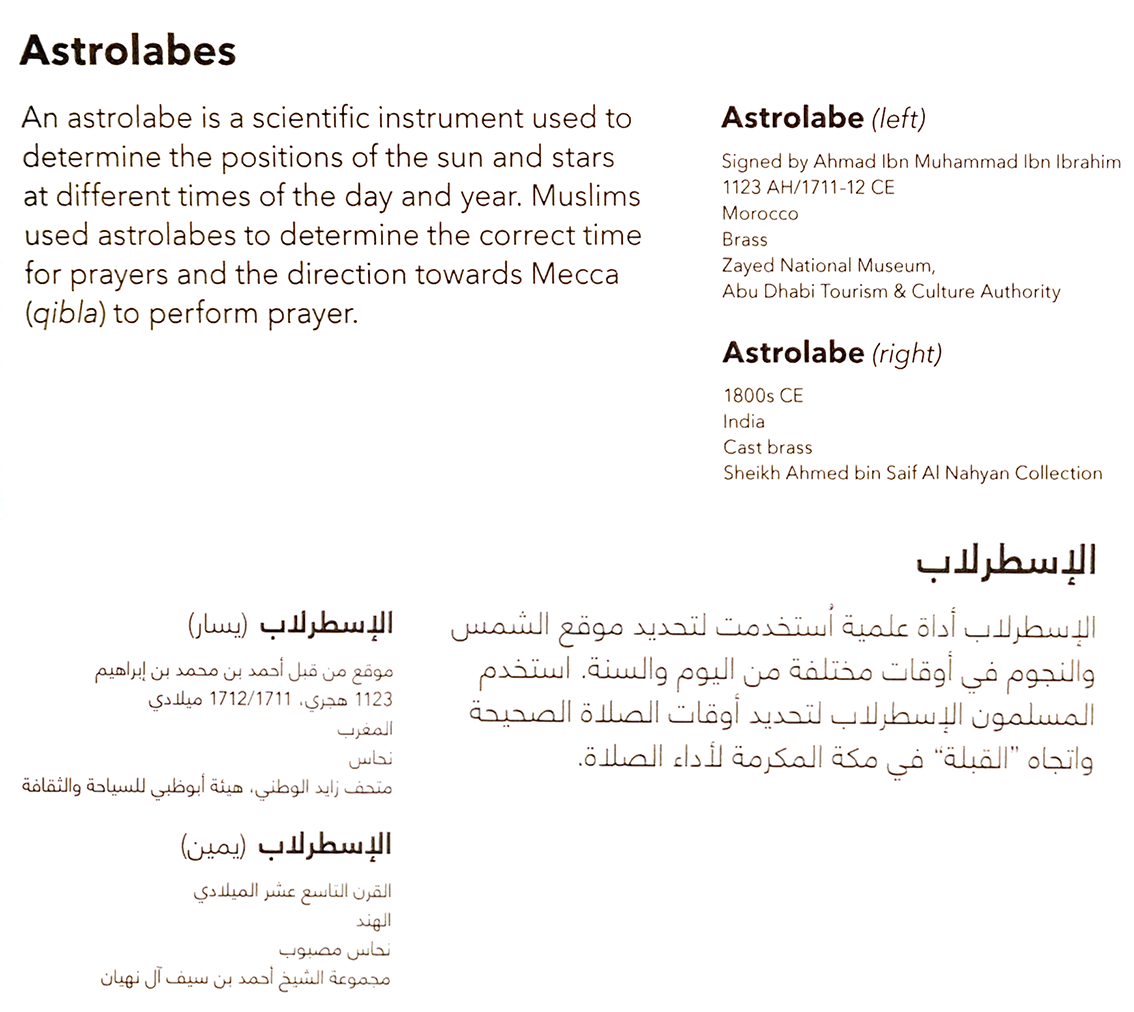 Astrolabes
An astrolabe is a scientific instrument used to
determine the positions of the sun and stars
at different times of the day and year. Muslims
used astrolabes to determine the correct time
for prayers and the direction towards Mecca
(qibla) to perform prayer.
Astrolabe (left)
Signed by Ahmad Ibn Muhammad Ibn Ibrahim
1123 AH/1711-12 CE
Morocco
Brass
Zayed National Museum,
Abu Dhabi Tourism & Culture Authority
Astrolabe (right)
1800s CE
India
Cast brass
Sheikh Ahmed bin Saif Al Nahyan Collection
الإسطرلاب
الإسطرلاب أداة علمية اُستخدمت لتحديد موقع الشمس
والنجوم في أوقات مختلفة من اليوم والسنة. استخدم
المسلمون الإسطرلاب لتحديد أوقات الصلاة الصحيحة
واتجاه ”القبلة“ في مكة المكرمة لأداء الصلاة.
الإسطرلاب (يسار)
موقع من قبل أحمد بن محمد بن إبراهيم
1123 هجري، 1712/1711 ميلادي
المغرب
نحاس
متحف زايد الوطني، هيئة أبوظبي للسياحة والثقافة
الإسطرلاب (يمين)
القرن التاسع عشر الميلادي
الهند
نحاس مصبوب
مجموعة الشيخ أحمد بن سيف آل نهيان